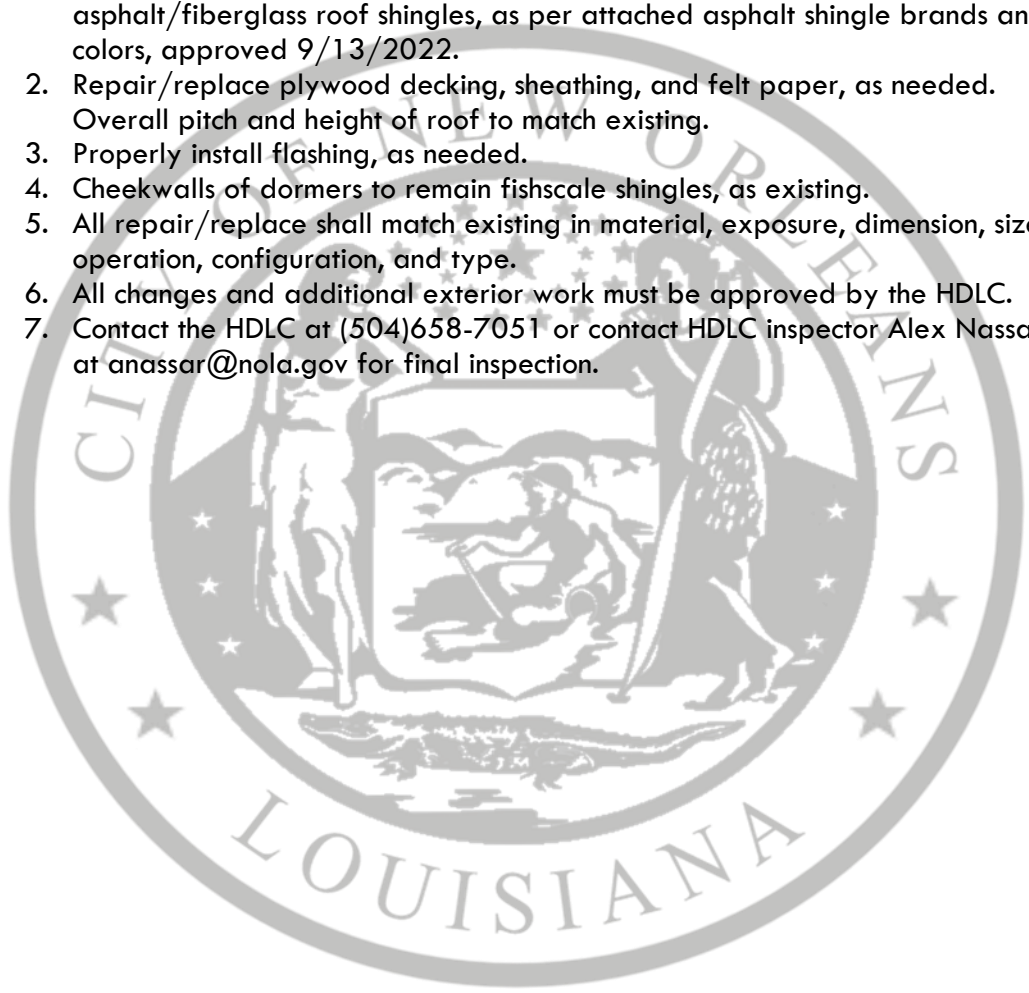 asphalt/fiberglass roof shingles, as per attached asphalt shingle brands an
colors, approved 9/13/2022.
2. Repair/replace plywood decking, sheathing, and felt paper, as needed.
Overall pitch and height of roof to match existing.
3. Properly install flashing, as needed.
4. Cheekwalls of dormers to remain fishscale shingles, as existing.
5. All repair/replace shall match existing in material, exposure, dimension, siz
operation, configuration, and type.
6. All changes and additional exterior work must be approved by the HDLC.
7. Contact the HDLC at (504)658-7051 or contact HDLC inspector Alex Nassa
at anassar@nola.gov for final inspection.
CITY OF NEW ORLEANS
LOUISIANA